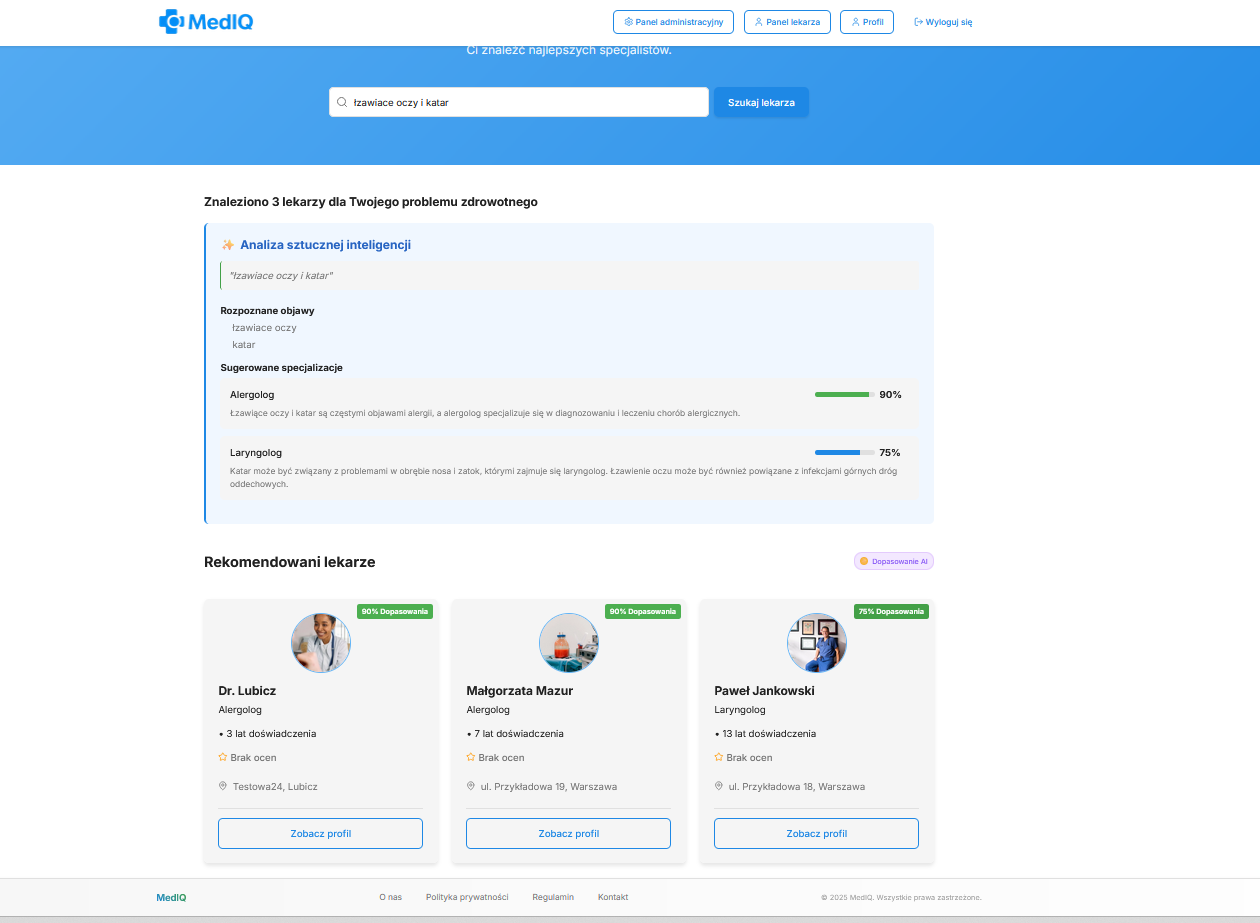 MedIQ
Panel administracyjny
Panel lekarza
Profil
Wyloguj się
Ci znaleźć najlepszych specjalistów.
łzawiace oczy i katar
Szukaj lekarza
Znaleziono 3 lekarzy dla Twojego problemu zdrowotnego
Analiza sztucznej inteligencji
"łzawiace oczy i katar"
Rozpoznane objawy
łzawiace oczy
katar
Sugerowane specjalizacje
Alergolog
90%
Łzawiące oczy i katar są częstymi objawami alergii, a alergolog specjalizuje się w diagnozowaniu i leczeniu chorób alergicznych.
Laryngolog
75%
Katar może być związany z problemami w obrębie nosa i zatok, którymi zajmuje się laryngolog. Łzawienie oczu może być również powiązane z infekcjami górnych dróg
oddechowych.
Rekomendowani lekarze
Dopasowanie AI
90% Dopasowania
Dr. Lubicz
Alergolog
• 3 lat doświadczenia
Brak ocen
Testowa24, Lubicz
Zobacz profil
90% Dopasowania
Małgorzata Mazur
Alergolog
• 7 lat doświadczenia
Brak ocen
ul. Przykładowa 19, Warszawa
Zobacz profil
75% Dopasowania
Paweł Jankowski
Laryngolog
• 13 lat doświadczenia
Brak ocen
ul. Przykładowa 18, Warszawa
Zobacz profil
MedIQ
O nas
Polityka prywatności
Regulamin
Kontakt
© 2025 MedIQ. Wszystkie prawa zastrzeżone.